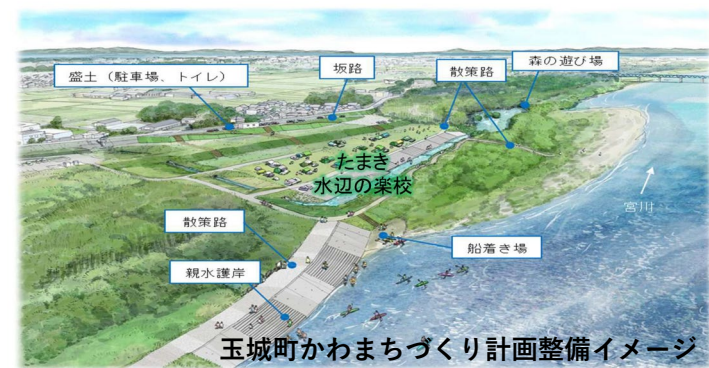 森の遊び場
坂路
散策路
盛土（駐車場、トイレ）
たまき
水辺の楽校
宮川
散策路
船着き場
親水護岸
玉城町かわまちづくり計画整備イメージ